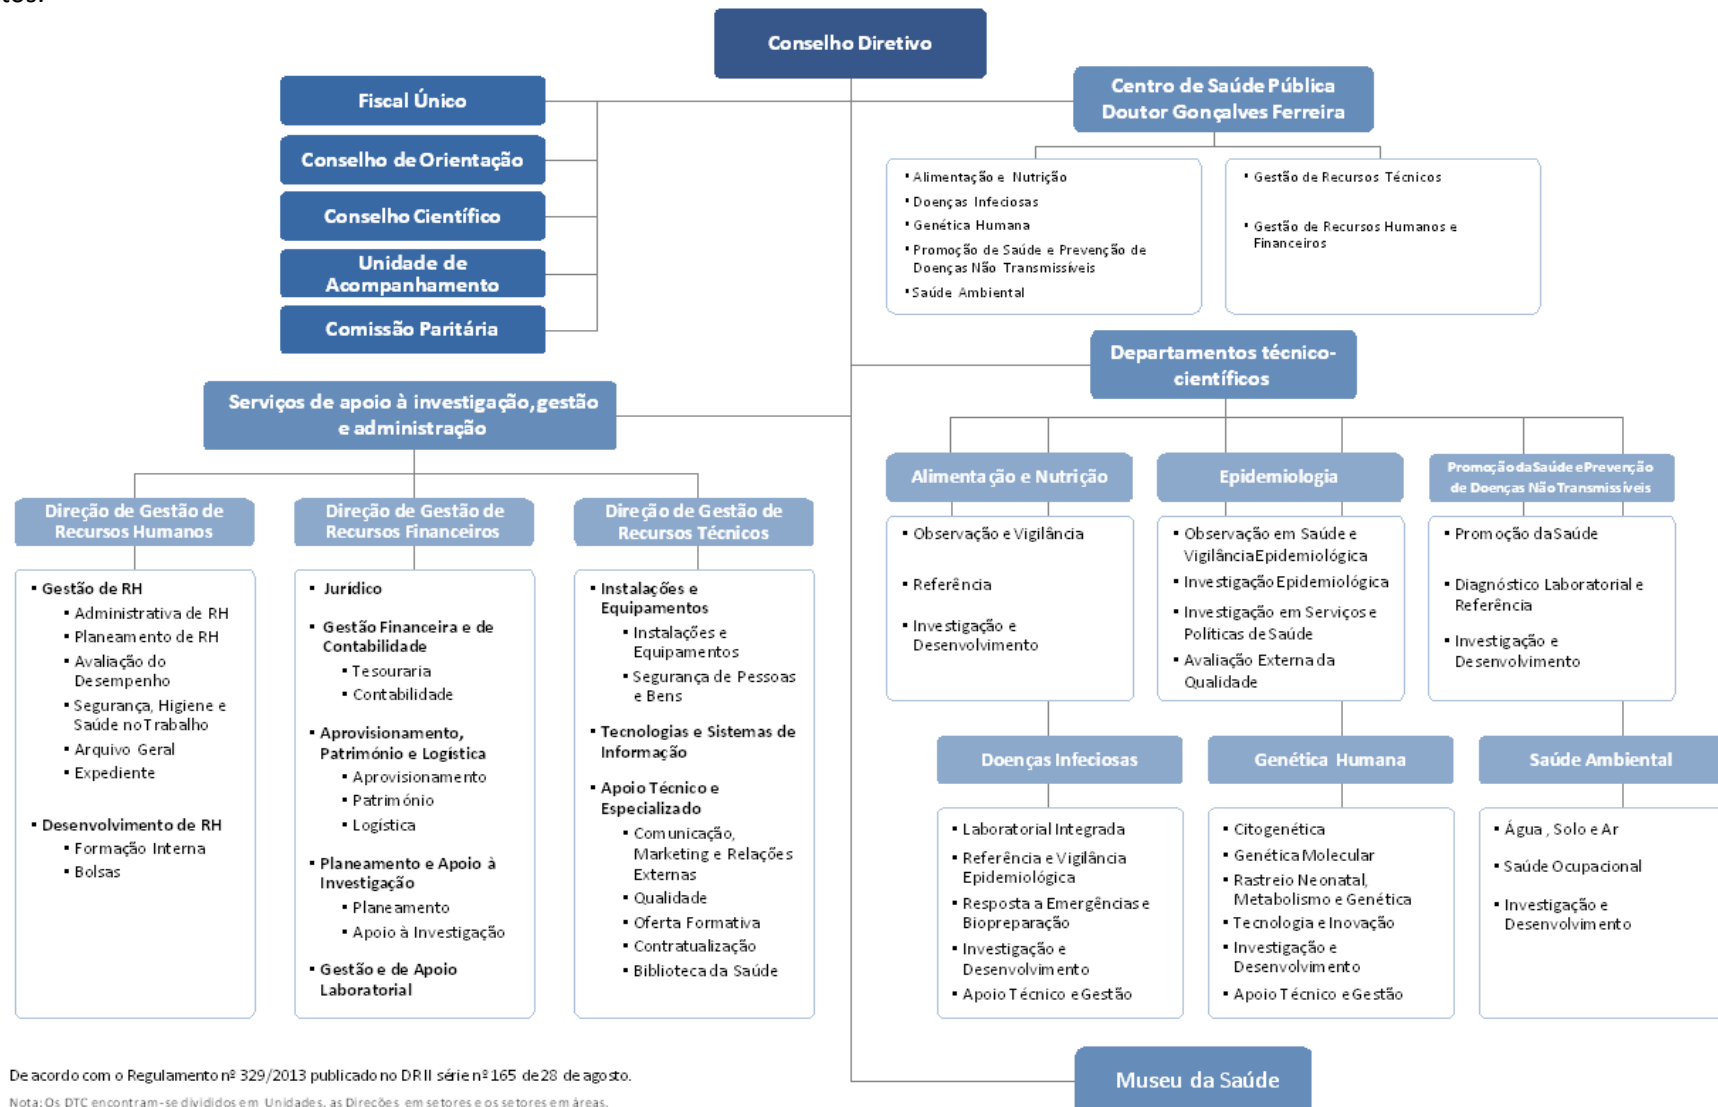 Conselho Diretivo
Fiscal Único
Conselho de Orientação
Conselho Científico
Unidade de
Acompanhamento
Comissão Paritária
Centro de Saúde Pública
Doutor Gonçalves Ferreira
▪ Alimentação e Nutrição
▪ Doenças Infeciosas
▪ Genética Humana
▪ Promoção de Saúde e Prevenção de
Doenças Não Transmissíveis
▪ Saúde Ambiental
▪ Gestão de Recursos Técnicos
▪ Gestão de Recursos Humanos e
Financeiros
Serviços de apoio à investigação, gestão
e administração
Direção de Gestão de
Recursos Humanos
▪ Gestão de RH
▪ Administrativa de RH
▪ Planeamento de RH
▪ Avaliação do
Desempenho
▪ Segurança, Higiene e
Saúde no Trabalho
▪ Arquivo Geral
▪ Expediente
▪ Desenvolvimento de RH
▪ Formação Interna
▪ Bolsas
Direção de Gestão de
Recursos Financeiros
▪ Jurídico
▪ Gestão Financeira e de
Contabilidade
▪ Tesouraria
▪ Contabilidade
▪ Aprovisionamento,
Património e Logística
▪ Aprovisionamento
▪ Património
▪ Logística
▪ Planeamento e Apoio à
Investigação
▪ Planeamento
▪ Apoio à Investigação
▪ Gestão e de Apoio
Laboratorial
Direção de Gestão de
Recursos Técnicos
▪ Instalações e
Equipamentos
▪ Instalações e
Equipamentos
▪ Segurança de Pessoas
e Bens
▪ Tecnologias e Sistemas de
Informação
▪ Apoio Técnico e
Especializado
▪ Comunicação,
Marketing e Relações
Externas
▪ Qualidade
▪ Oferta Formativa
▪ Contratualização
▪ Biblioteca da Saúde
Departamentos técnico-
científicos
Alimentação e Nutrição
▪ Observação e Vigilância
▪ Referência
▪ Investigação e
Desenvolvimento
Epidemiologia
▪ Observação em Saúde e
Vigilância Epidemiológica
▪ Investigação Epidemiológica
▪ Investigação em Serviços e
Políticas de Saúde
▪ Avaliação Externa da
Qualidade
Promoção da Saúde e Prevenção
de Doenças Não Transmissíveis
▪ Promoção da Saúde
▪ Diagnóstico Laboratorial e
Referência
▪ Investigação e
Desenvolvimento
Doenças Infeciosas
▪ Laboratorial Integrada
▪ Referência e Vigilância
Epidemiológica
▪ Resposta a Emergências e
Biopreparação
▪ Investigação e
Desenvolvimento
▪ Apoio Técnico e Gestão
Genética Humana
▪ Citogenética
▪ Genética Molecular
▪ Rastreio Neonatal,
Metabolismo e Genética
▪ Tecnologia e Inovação
▪ Investigação e
Desenvolvimento
▪ Apoio Técnico e Gestão
Saúde Ambiental
▪ Água , Solo e Ar
▪ Saúde Ocupacional
▪ Investigação e
Desenvolvimento
Museu da Saúde
De acordo com o Regulamento nº 329/2013 publicado no DR II série nº 165 de 28 de agosto.
Nota: Os DTC encontram-se divididos em Unidades, as Direções em setores e os setores em áreas.